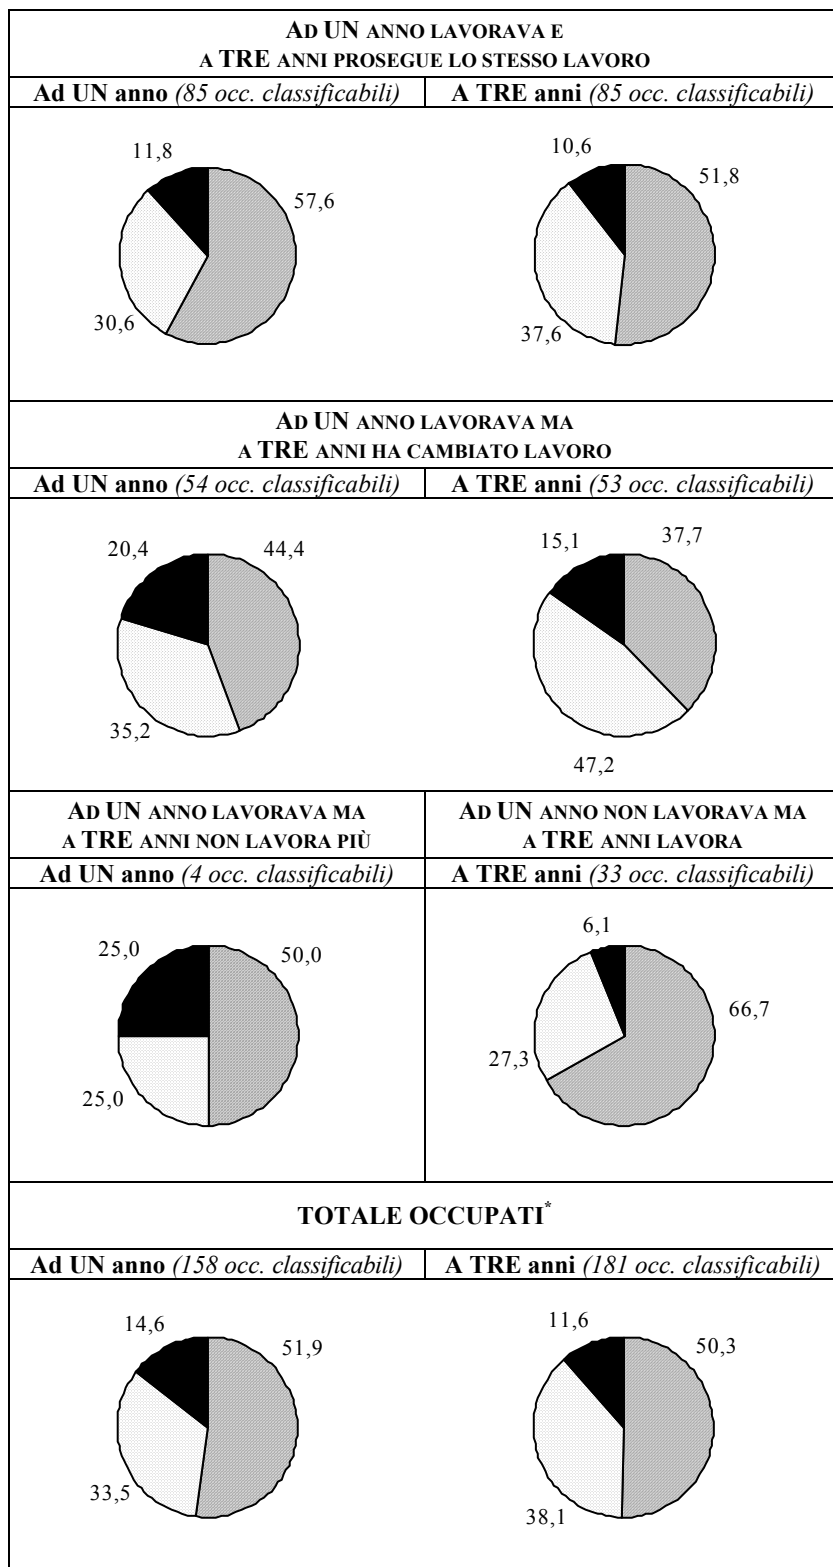 AD UN ANNO LAVORAVA E
A TRE ANNI PROSEGUE LO STESSO LAVORO
Ad UN anno (85 occ. classificabili)
A TRE anni (85 occ. classificabili)
11,8
57,6
30,6
10,6
51,8
37,6
AD UN ANNO LAVORAVA MA
A TRE ANNI HA CAMBIATO LAVORO
Ad UN anno (54 occ. classificabili)
A TRE anni (53 occ. classificabili)
20,4
44,4
35,2
15,1
37,7
47,2
AD UN ANNO LAVORAVA MA
A TRE ANNI NON LAVORA PIÙ
AD UN ANNO NON LAVORAVA MA
A TRE ANNI LAVORA
Ad UN anno (4 occ. classificabili)
A TRE anni (33 occ. classificabili)
25,0
50,0
25,0
6,1
66,7
27,3
TOTALE OCCUPATI*
Ad UN anno (158 occ. classificabili)
A TRE anni (181 occ. classificabili)
14,6
51,9
33,5
11,6
50,3
38,1